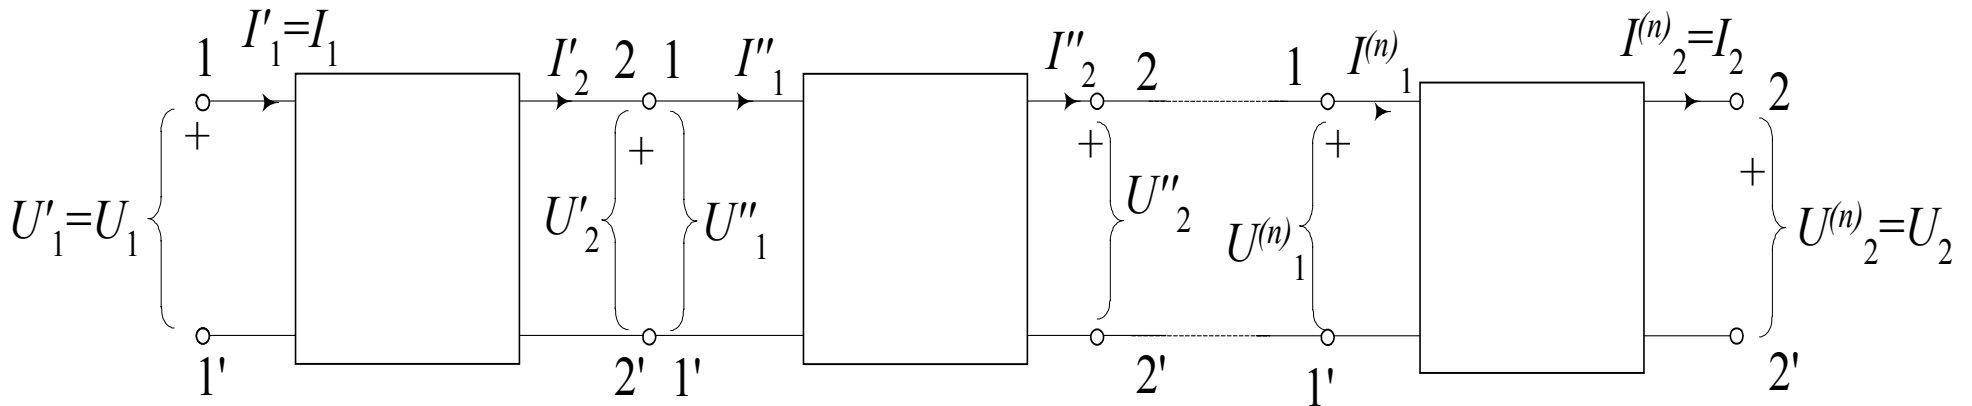 I'₁=I₁ I'₂ I"₁ I"₂ I⁽ⁿ⁾₁ I⁽ⁿ⁾₂=I₂
1 2 1 2 1 2
+ + + + +
U'₁=U₁ U'₂ U"₁ U"₂ U⁽ⁿ⁾₁ U⁽ⁿ⁾₂=U₂
1' 2' 1' 2' 1' 2'